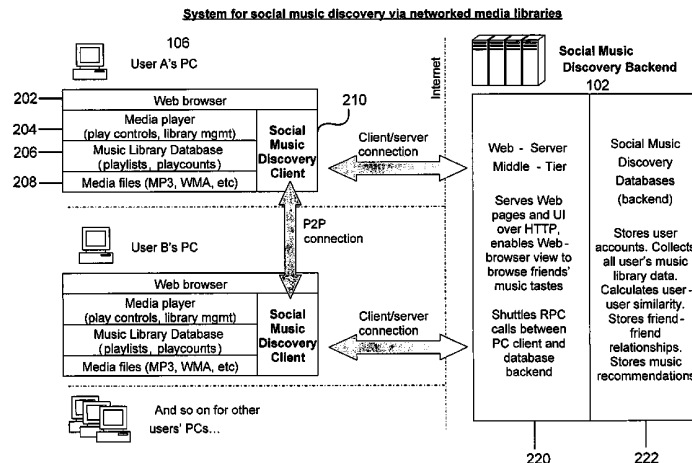 System for social music discovery via networked media libraries
106
User A's PC
202
Web browser
204
Media player
(play controls, library mgmt)
206
Music Library Database
(playlists, playcounts)
208
Media files (MP3, WMA, etc)
Social
Music
Discovery
Client
210
Client/server
connection
Internet
P2P
connection
User B's PC
Web browser
Media player
(play controls, library mgmt)
Music Library Database
(playlists, playcounts)
Media files (MP3, WMA, etc)
Social
Music
Discovery
Client
Client/server
connection
And so on for other
users' PCs...
Social Music
Discovery Backend
102
Web - Server
Middle - Tier
Serves Web
pages and UI
over HTTP,
enables Web-
browser view to
browse friends'
music tastes
Shuttles RPC
calls between
PC client and
database
backend
220
Social Music
Discovery
Databases
(backend)
Stores user
accounts. Collects
all user's music
library data.
Calculates user-
user similarity.
Stores friend-
friend
relationships.
Stores music
recommendations
222